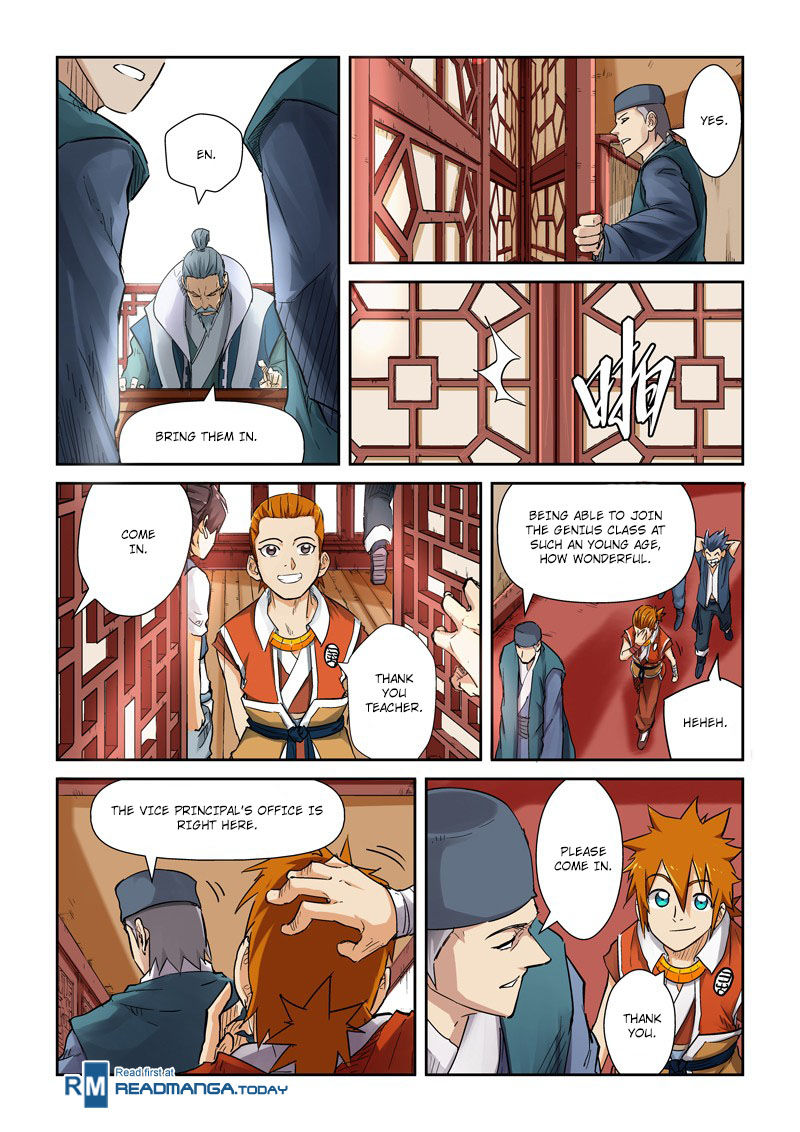 EN.
BRING THEM IN.
YES.
啪
COME
IN.
THANK
YOU
TEACHER.
BEING ABLE TO JOIN
THE GENIUS CLASS AT
SUCH AN YOUNG AGE,
HOW WONDERFUL.
HEHEH.
THE VICE PRINCIPAL'S OFFICE IS
RIGHT HERE.
PLEASE
COME IN.
THANK
YOU.
RM
Read first at
READMANGA.TODAY